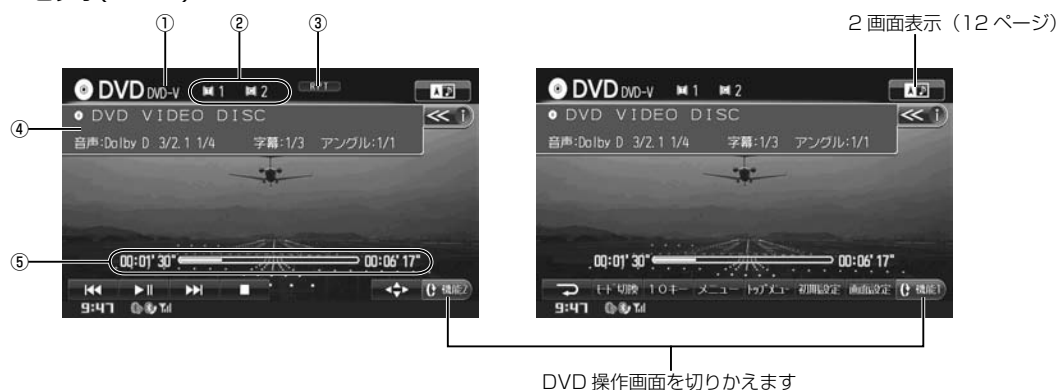 ① ② ③
2 画面表示（12 ページ）
DVD DVD-V 1 2 RPT
DVD VIDEO DISC
音声:Dolby D 3/2.1 1/4 字幕:1/3 アングル:1/1
④
⑤
00:01'30" 00:06'17"
機能2
9:47
DVD DVD-V 1 2
DVD VIDEO DISC
音声:Dolby D 3/2.1 1/4 字幕:1/3 アングル:1/1
00:01'30" 00:06'17"
モード切換 10キー メニュー トップメニュー 初期設定 画面設定 機能1
9:47
DVD 操作画面を切りかえます